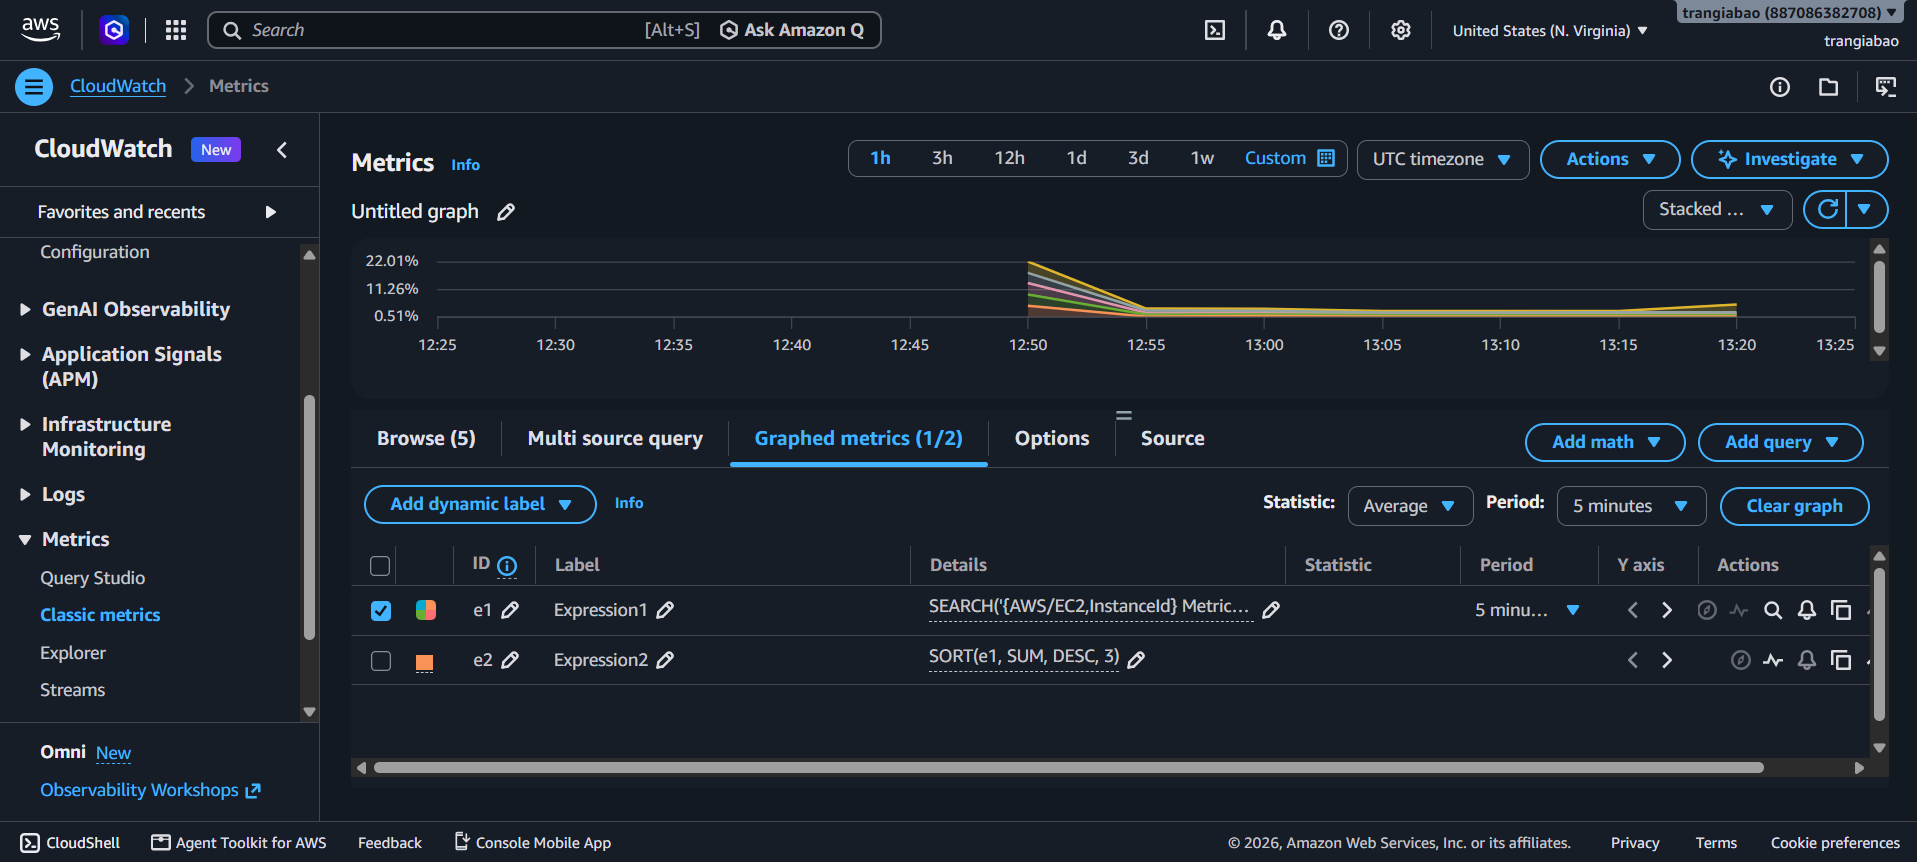 aws
Search
[Alt+S]
Ask Amazon Q
United States (N. Virginia)
trangiabao (887086382708)
trangiabao
CloudWatch
Metrics
CloudWatch
New
Favorites and recents
Configuration
GenAI Observability
Application Signals
(APM)
Infrastructure
Monitoring
Logs
Metrics
Query Studio
Classic metrics
Explorer
Streams
Omni New
Observability Workshops
Metrics Info
1h 3h 12h 1d 3d 1w Custom
UTC timezone
Actions
Investigate
Untitled graph
Stacked ...
22.01%
11.26%
0.51%
12:25 12:30 12:35 12:40 12:45 12:50 12:55 13:00 13:05 13:10 13:15 13:20 13:25
Browse (5) Multi source query Graphed metrics (1/2) Options Source
Add math Add query
Add dynamic label Info
Statistic: Average Period: 5 minutes Clear graph
ID Label Details Statistic Period Y axis Actions
e1 Expression1 SEARCH('{AWS/EC2,InstanceId} Metric... 5 minu...
e2 Expression2 SORT(e1, SUM, DESC, 3)
CloudShell Agent Toolkit for AWS Feedback Console Mobile App © 2026, Amazon Web Services, Inc. or its affiliates. Privacy Terms Cookie preferences